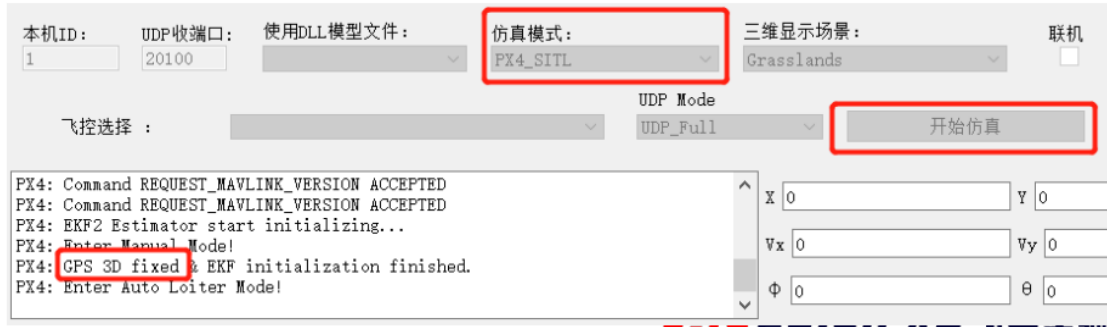 本机ID: UDP收端口: 使用DLL模型文件: 仿真模式: 三维显示场景: 联机
1 20100 PX4_SITL Grasslands
UDP Mode
飞控选择 : UDP_Full 开始仿真
PX4: Command REQUEST_MAVLINK_VERSION ACCEPTED
PX4: Command REQUEST_MAVLINK_VERSION ACCEPTED
PX4: EKF2 Estimator start initializing...
PX4: Enter Manual Mode!
PX4: GPS 3D fixed & EKF initialization finished.
PX4: Enter Auto Loiter Mode!
X 0 Y 0
Vx 0 Vy 0
Φ 0 θ 0